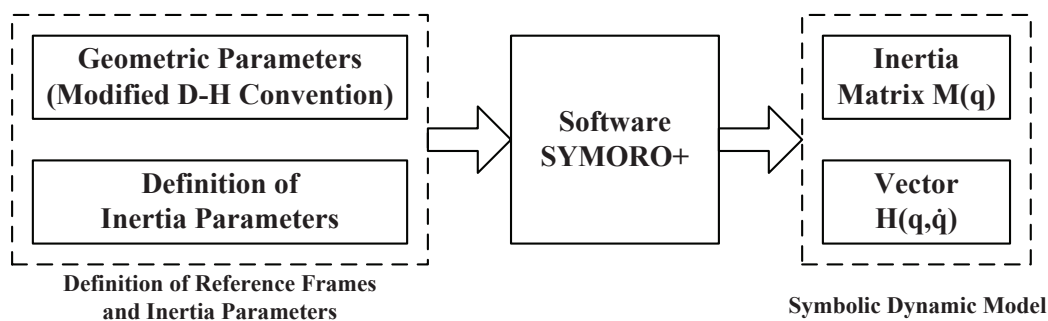 Geometric Parameters
(Modified D-H Convention)
Definition of
Inertia Parameters
Definition of Reference Frames
and Inertia Parameters
Software
SYMORO+
Inertia
Matrix M(q)
Vector
H(q,q̇)
Symbolic Dynamic Model